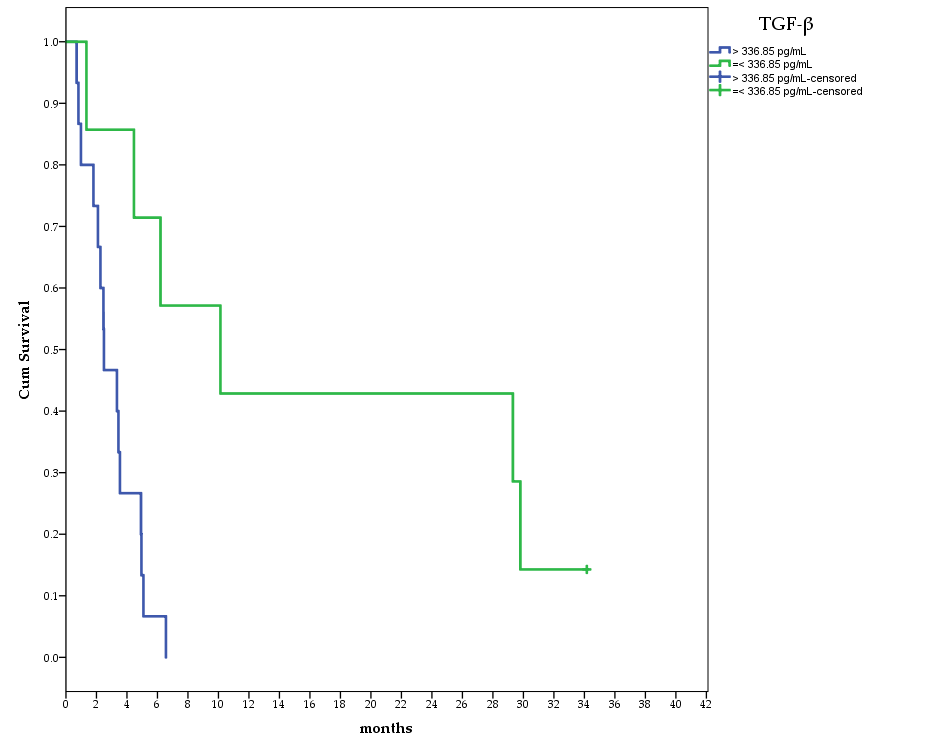 TGF-β
> 336.85 pg/mL
=< 336.85 pg/mL
> 336.85 pg/mL-censored
=< 336.85 pg/mL-censored
1.0
0.9
0.8
0.7
0.6
0.5
0.4
0.3
0.2
0.1
0.0
Cum Survival
0 2 4 6 8 10 12 14 16 18 20 22 24 26 28 30 32 34 36 38 40 42
months